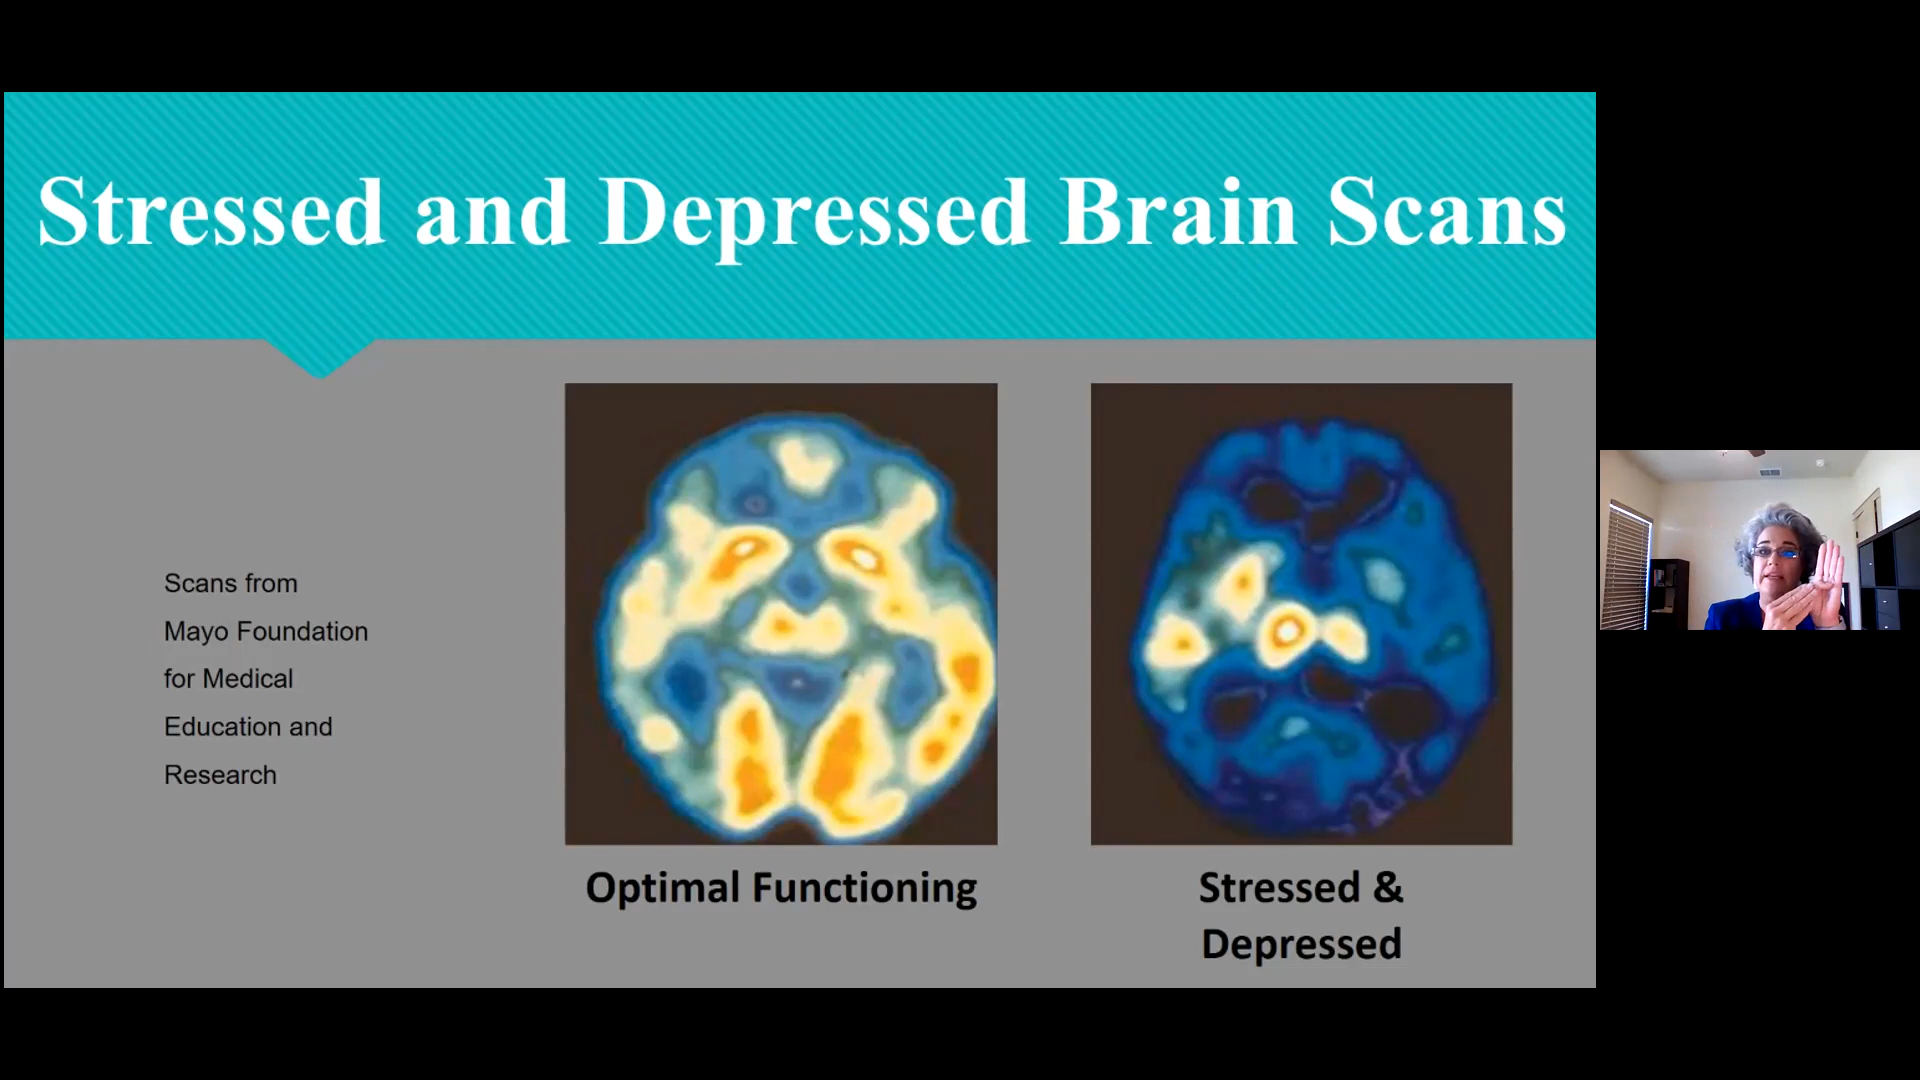 Stressed and Depressed Brain Scans
Scans from
Mayo Foundation
for Medical
Education and
Research
Optimal Functioning
Stressed &
Depressed